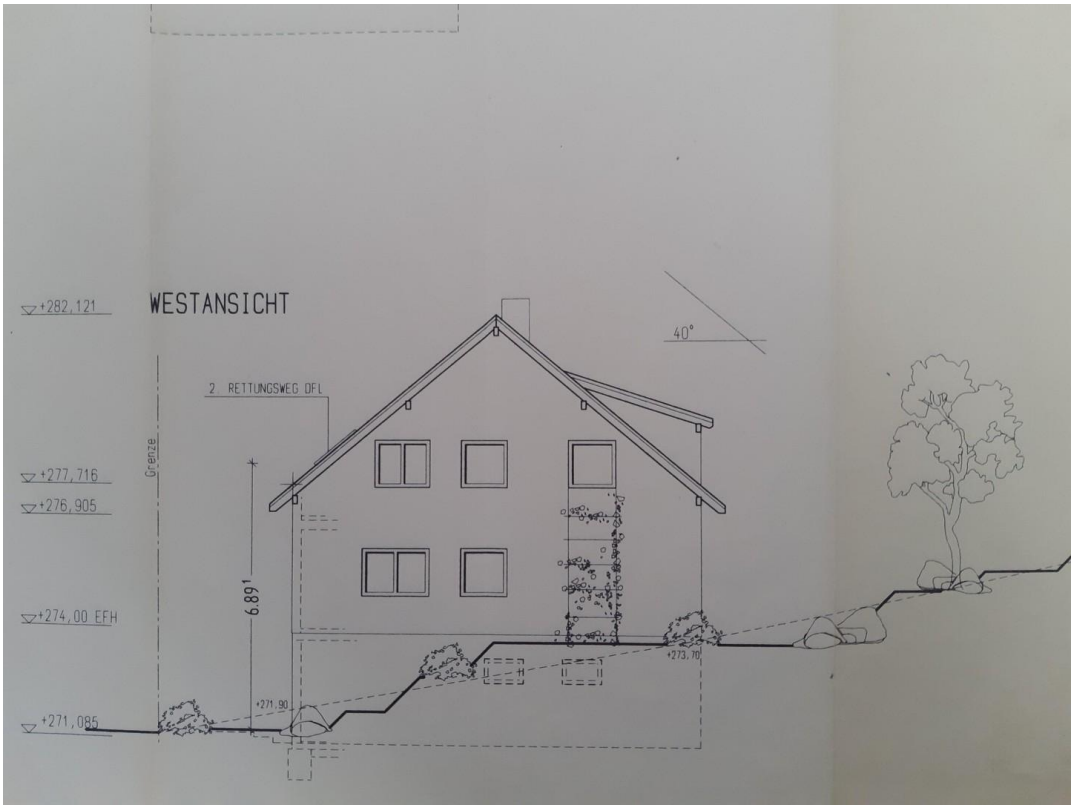 WESTANSICHT
+282,121
40°
2. RETTUNGSWEG DFL
Grenze
+277,716
+276,905
6.89¹
+274,00 EFH
+273,70
+271,90
+271,085